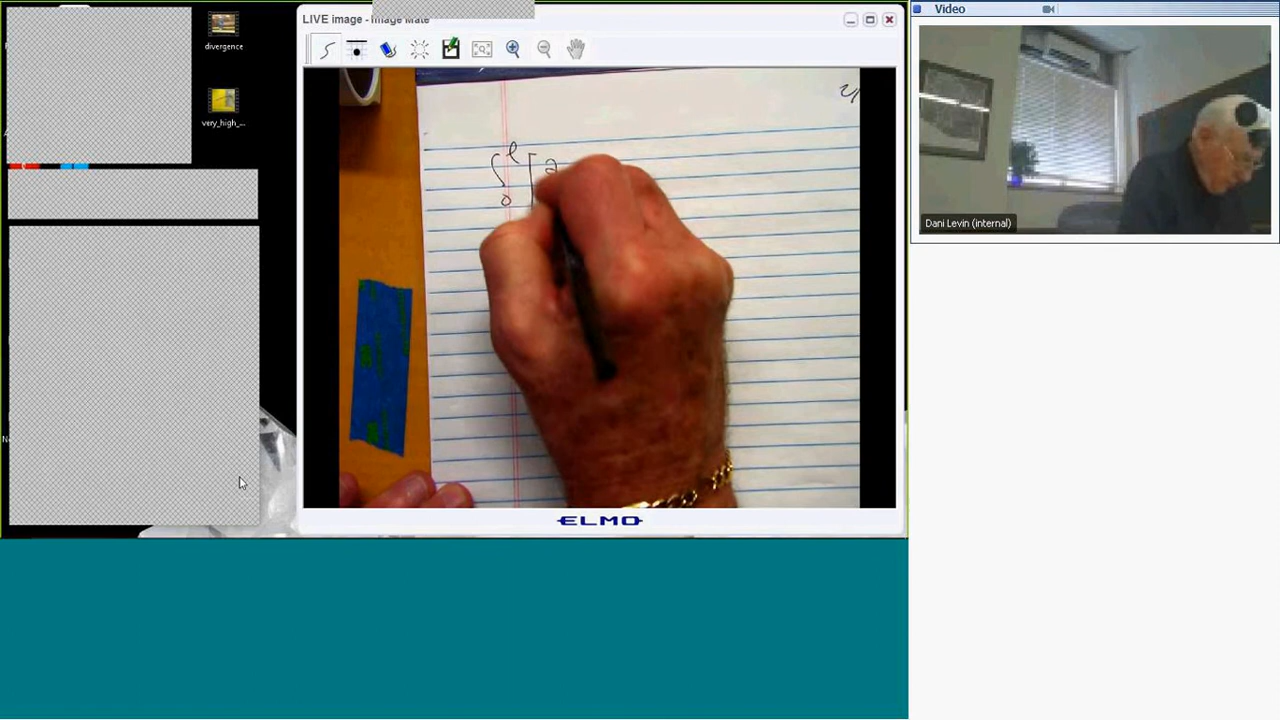 LIVE image - Image Mate
Video
divergence
very_high_...
Dani Levin (internal)
ELMO